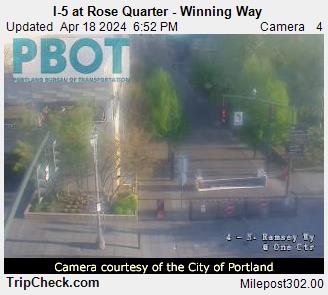 I-5 at Rose Quarter - Winning Way
Updated Apr 18 2024 6:52 PM Camera 4
PBOT
PORTLAND BUREAU OF TRANSPORTATION
4 - N. Ramsey Wy
@ One Ctr
Camera courtesy of the City of Portland
TripCheck.com Milepost302.00